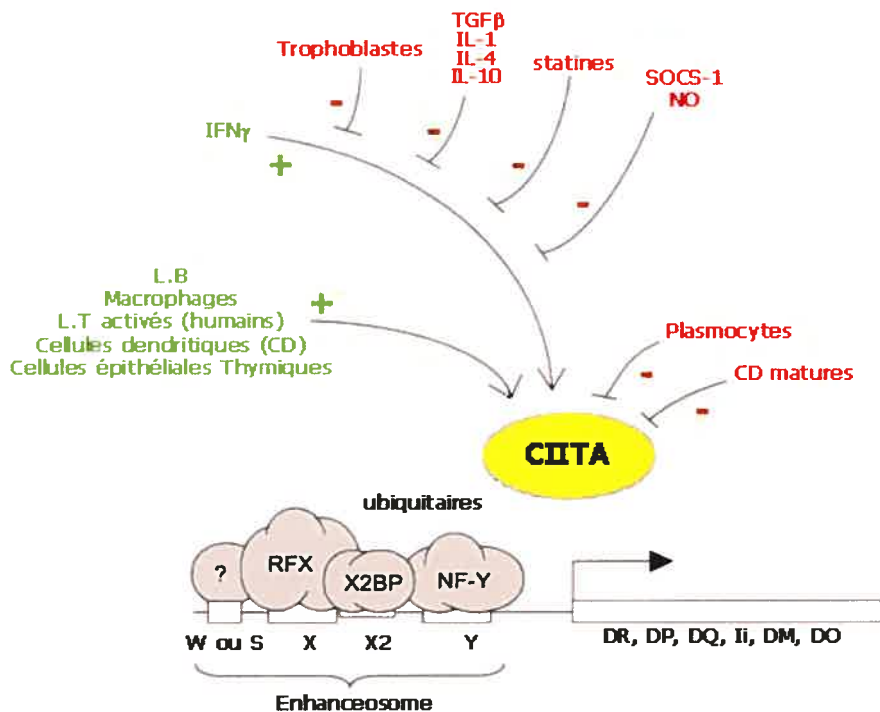 TGFβ
IL-1
IL-4
IL-10
Trophoblastes
statines
SOCS-1
NO
-
-
-
-
IFNγ
+
L.B
Macrophages
L.T activés (humains)
Cellules dendritiques (CD)
Cellules épithéliales Thymiques
+
Plasmocytes
-
CD matures
-
CIITA
ubiquitaires
? RFX X2BP NF-Y
W ou S X X2 Y
DR, DP, DQ, Ii, DM, DO
Enhanceosome